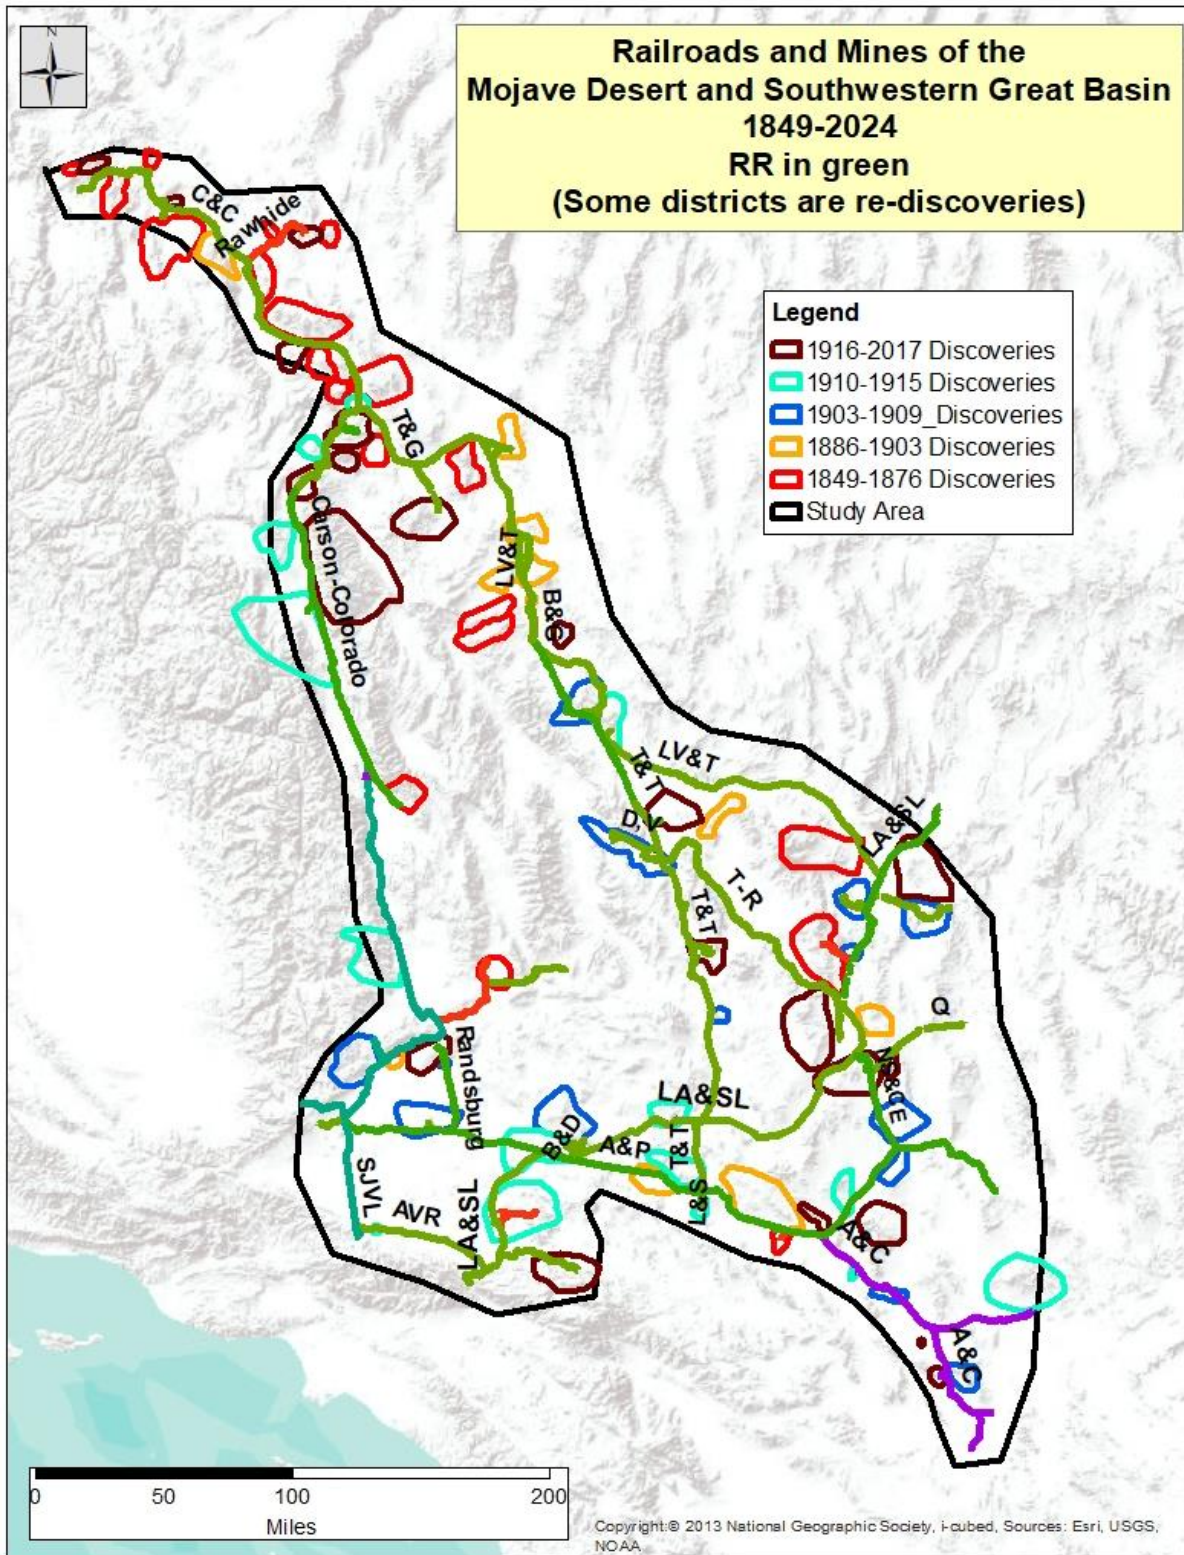 N
Railroads and Mines of the
Mojave Desert and Southwestern Great Basin
1849-2024
RR in green
(Some districts are re-discoveries)
C&C
Rawhide
Legend
1916-2017 Discoveries
1910-1915 Discoveries
1903-1909_Discoveries
1886-1903 Discoveries
1849-1876 Discoveries
Study Area
T&G
Carson-Colorado
LV&T
B&G
LV&T
T&T
D,V
LA&SL
T-R
T&T
Q
Randsburg
LA&SL
B&D
A&P
T&T
SJVL
AVR
LA&SL
L&S
A&C
A&C
0 50 100 200
Miles
Copyright:© 2013 National Geographic Society, i-cubed, Sources: Esri, USGS,
NOAA